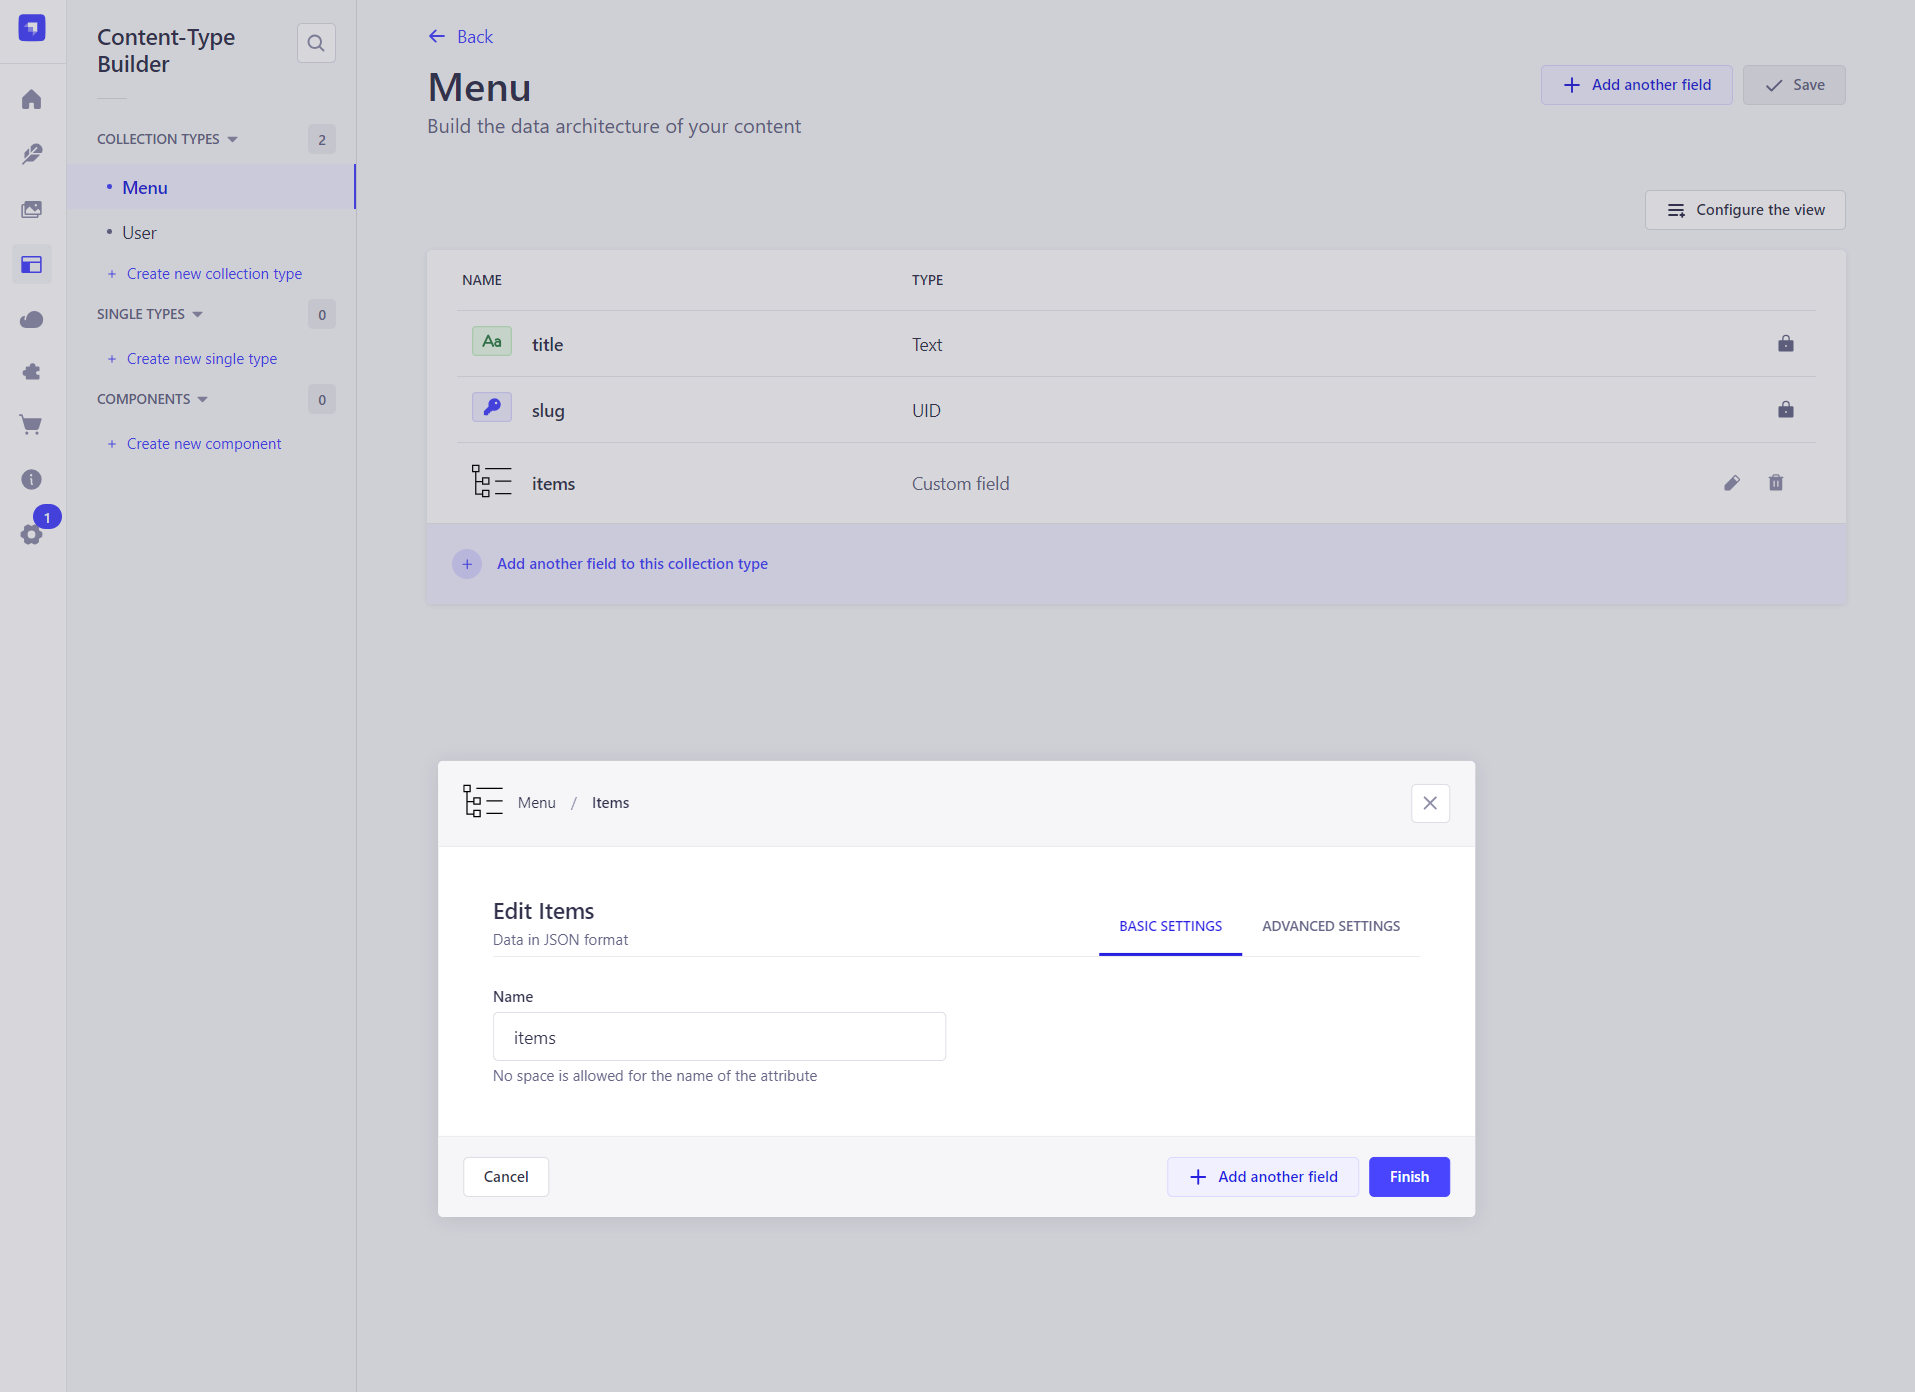 Content-Type
Builder
COLLECTION TYPES
2
Menu
User
+ Create new collection type
SINGLE TYPES
0
+ Create new single type
COMPONENTS
0
+ Create new component
1
Back
Menu
Build the data architecture of your content
Add another field
Save
Configure the view
NAME
TYPE
Aa
title
Text
slug
UID
items
Custom field
+ Add another field to this collection type
Menu / Items
Edit Items
Data in JSON format
BASIC SETTINGS
ADVANCED SETTINGS
Name
items
No space is allowed for the name of the attribute
Cancel
Add another field
Finish